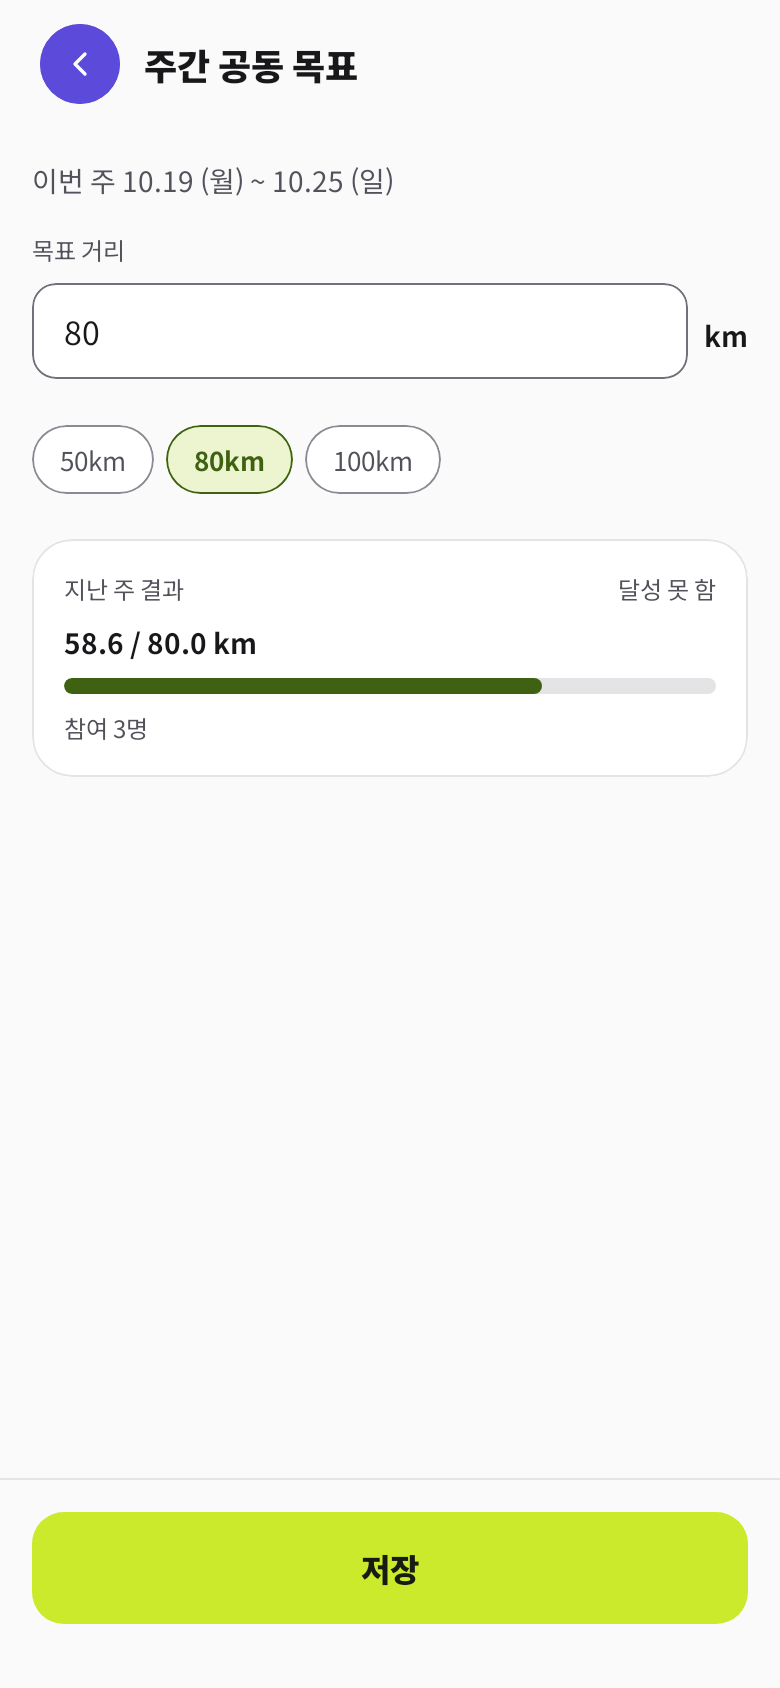 주간 공동 목표
이번 주 10.19 (월) ~ 10.25 (일)
목표 거리
80 km
50km 80km 100km
지난 주 결과 달성 못 함
58.6 / 80.0 km
참여 3명
저장